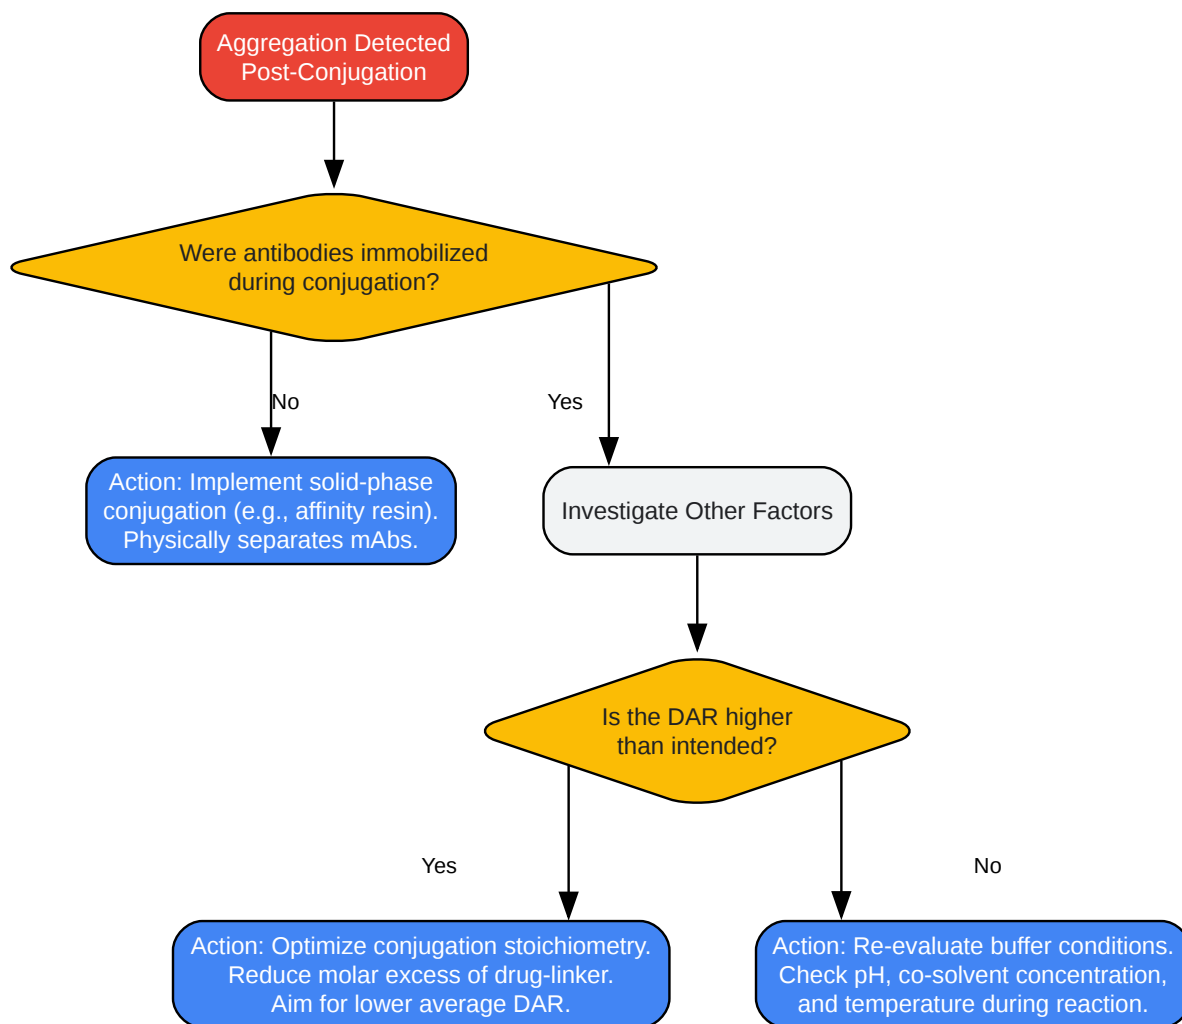 Aggregation Detected
Post-Conjugation
Were antibodies immobilized
during conjugation?
No
Yes
Action: Implement solid-phase
conjugation (e.g., affinity resin).
Physically separates mAbs.
Investigate Other Factors
Is the DAR higher
than intended?
Yes
No
Action: Optimize conjugation stoichiometry.
Reduce molar excess of drug-linker.
Aim for lower average DAR.
Action: Re-evaluate buffer conditions.
Check pH, co-solvent concentration,
and temperature during reaction.